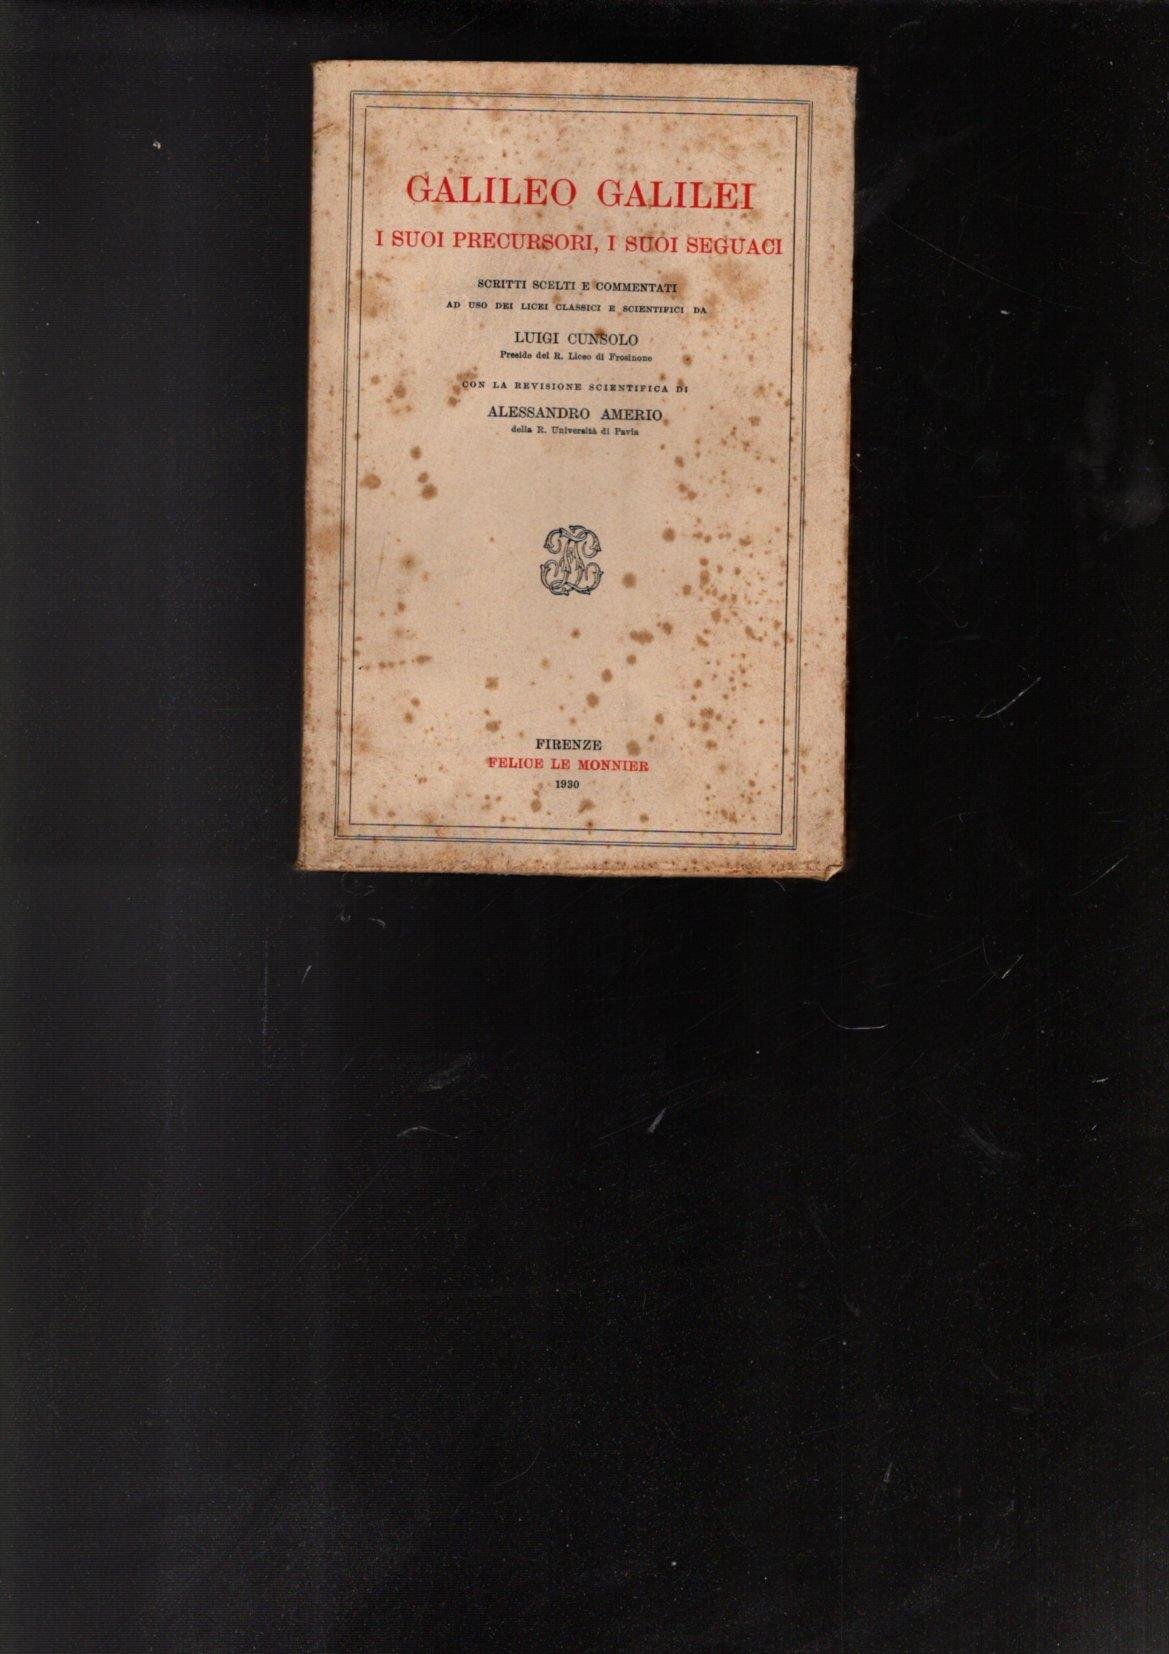 GALILEO GALILEI
I SUOI PRECURSORI, I SUOI SEGUACI
SCRITTI SCELTI E COMMENTATI
AD USO DEI LICEI CLASSICI E SCIENTIFICI DA
LUIGI CUNSOLO
Preside del R. Liceo di Frosinone
CON LA REVISIONE SCIENTIFICA DI
ALESSANDRO AMERIO
della R. Università di Pavia
FIRENZE
FELICE LE MONNIER
1930